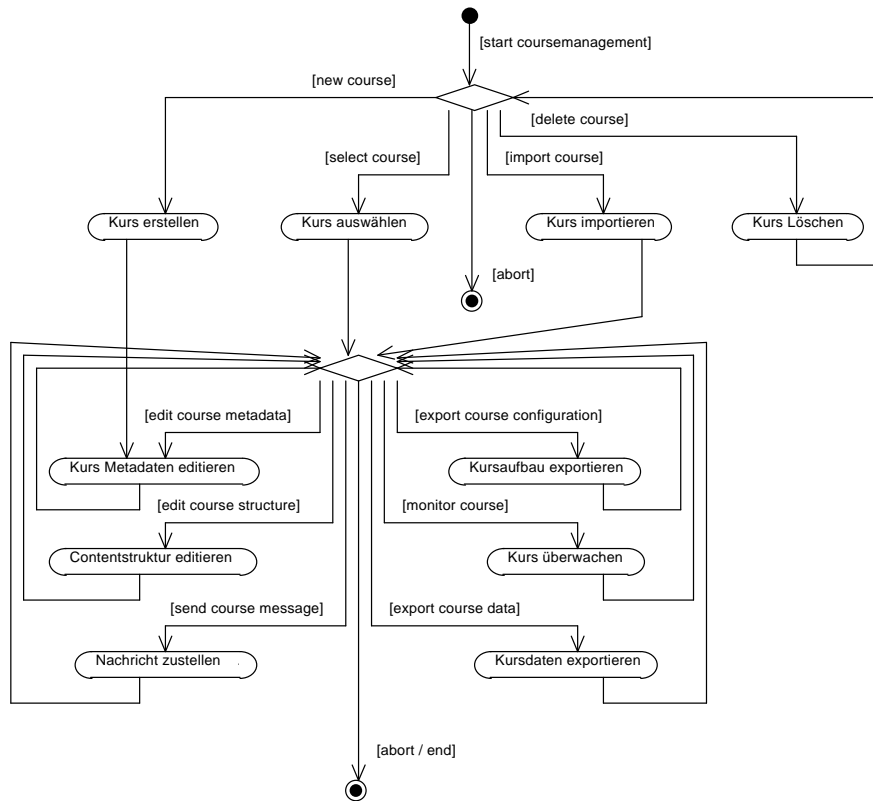 [start coursemanagement]
[new course]
[delete course]
[select course]
[import course]
Kurs erstellen
Kurs auswählen
Kurs importieren
Kurs Löschen
[abort]
[edit course metadata]
[export course configuration]
Kurs Metadaten editieren
Kursaufbau exportieren
[edit course structure]
[monitor course]
Contentstruktur editieren
Kurs überwachen
[send course message]
[export course data]
Nachricht zustellen
Kursdaten exportieren
[abort / end]